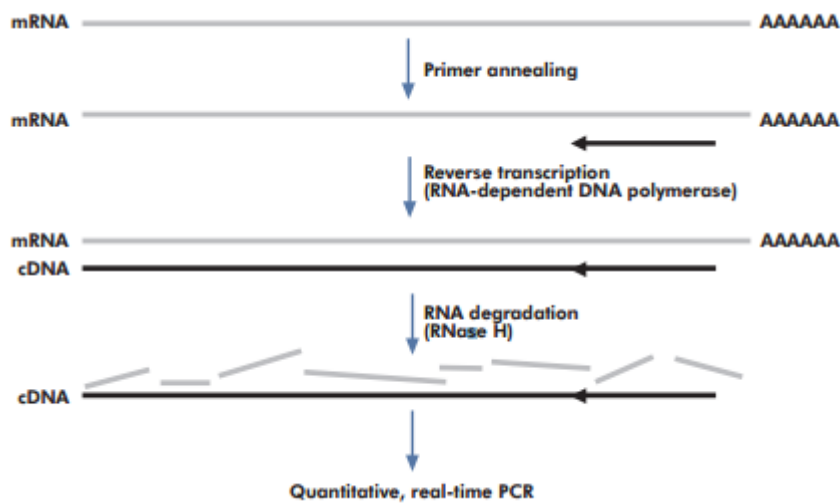 mRNA AAAAAA
Primer annealing
mRNA AAAAAA
Reverse transcription
(RNA-dependent DNA polymerase)
mRNA AAAAAA
cDNA
RNA degradation
(RNase H)
cDNA
Quantitative, real-time PCR